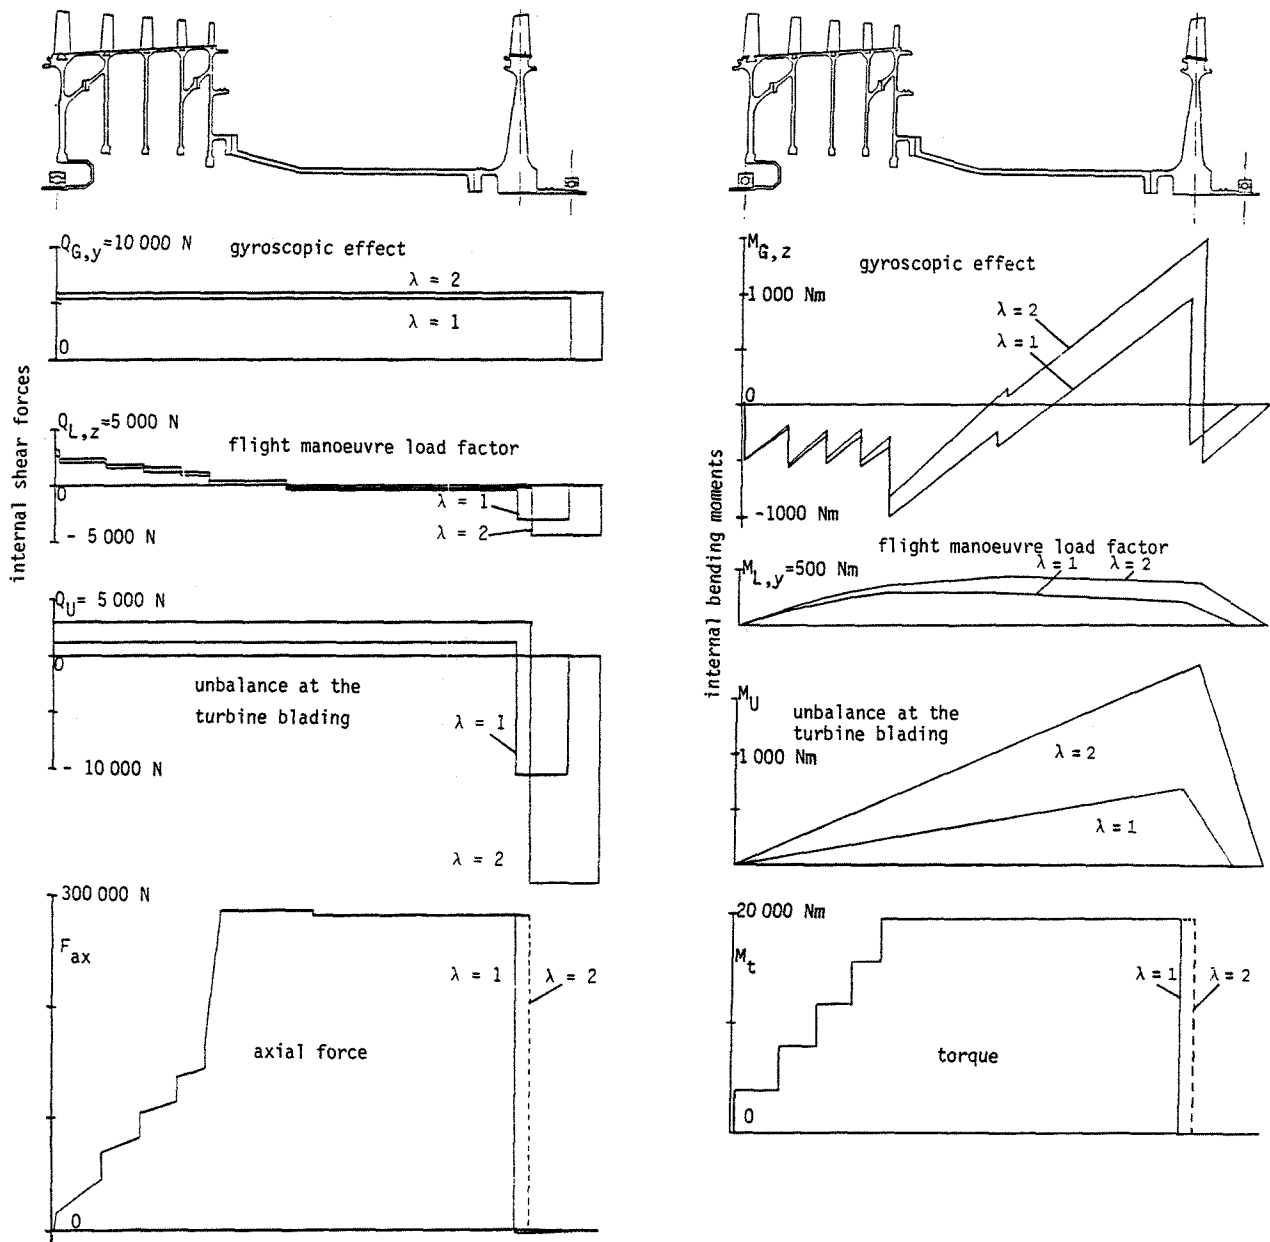 internal shear forces
Q_G,y=10 000 N
gyroscopic effect
λ = 2
λ = 1
0
Q_L,z=5 000 N
flight manoeuvre load factor
0
λ = 1
- 5 000 N
λ = 2
Q_U= 5 000 N
0
unbalance at the
turbine blading
λ = 1
- 10 000 N
λ = 2
300 000 N
F_ax
λ = 1
λ = 2
axial force
0
internal bending moments
M_G,z
gyroscopic effect
1 000 Nm
λ = 2
λ = 1
0
-1000 Nm
flight manoeuvre load factor
M_L,y=500 Nm
λ = 1
λ = 2
M_U
unbalance at the
turbine blading
1 000 Nm
λ = 2
λ = 1
20 000 Nm
M_t
λ = 1
λ = 2
torque
0